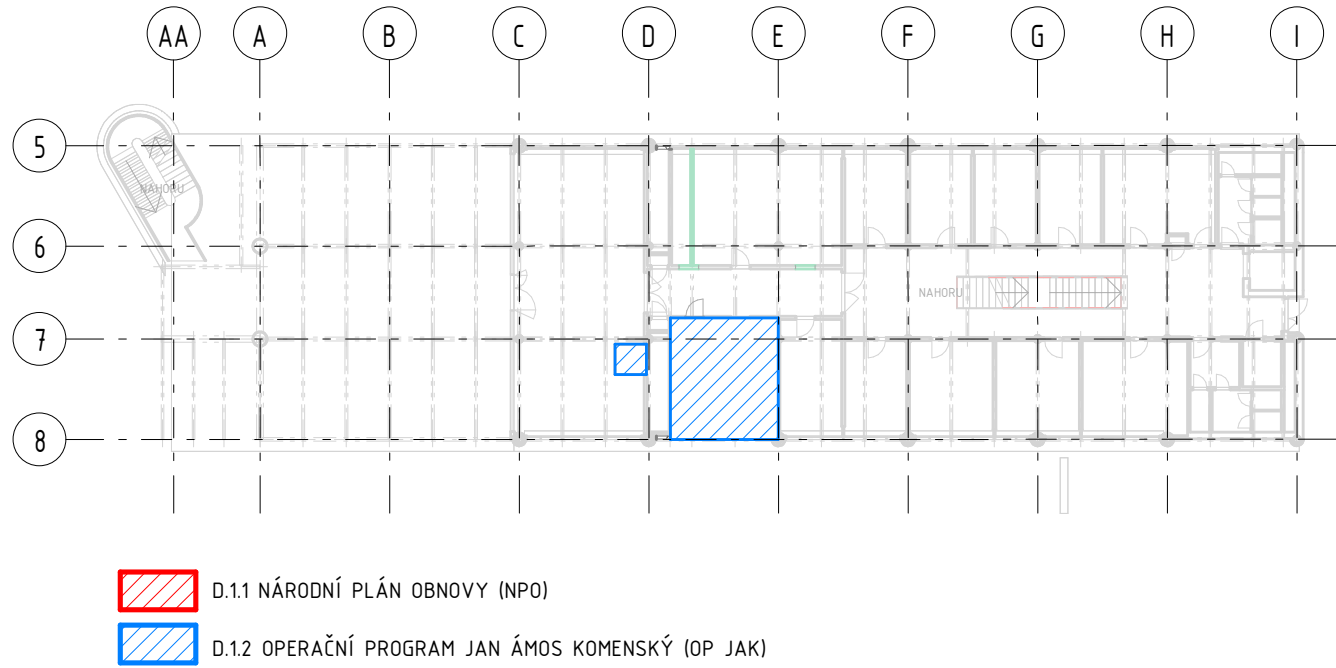 AA A B C D E F G H I
5
NAHORU
6
NAHORU
7
8
D.1.1 NÁRODNÍ PLÁN OBNOVY (NPO)
D.1.2 OPERAČNÍ PROGRAM JAN ÁMOS KOMENSKÝ (OP JAK)